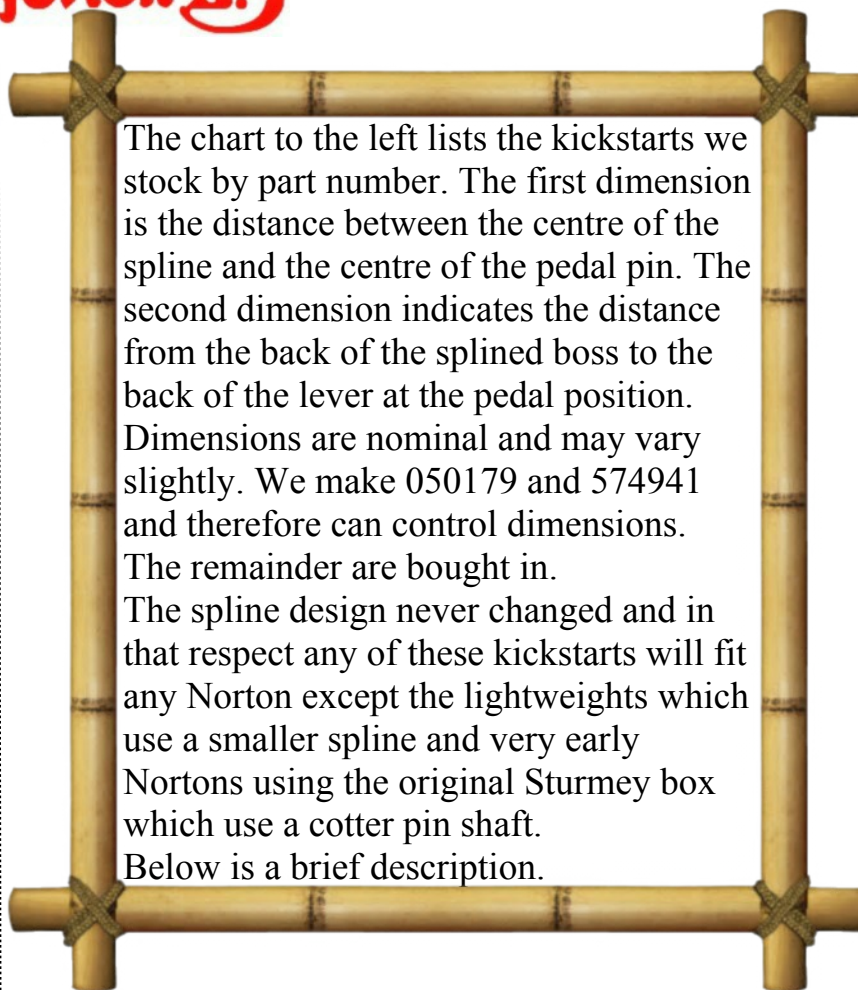 The chart to the left lists the kickstarts we
stock by part number. The first dimension
is the distance between the centre of the
spline and the centre of the pedal pin. The
second dimension indicates the distance
from the back of the splined boss to the
back of the lever at the pedal position.
Dimensions are nominal and may vary
slightly. We make 050179 and 574941
and therefore can control dimensions.
The remainder are bought in.
The spline design never changed and in
that respect any of these kickstarts will fit
any Norton except the lightweights which
use a smaller spline and very early
Nortons using the original Sturmey box
which use a cotter pin shaft.
Below is a brief description.